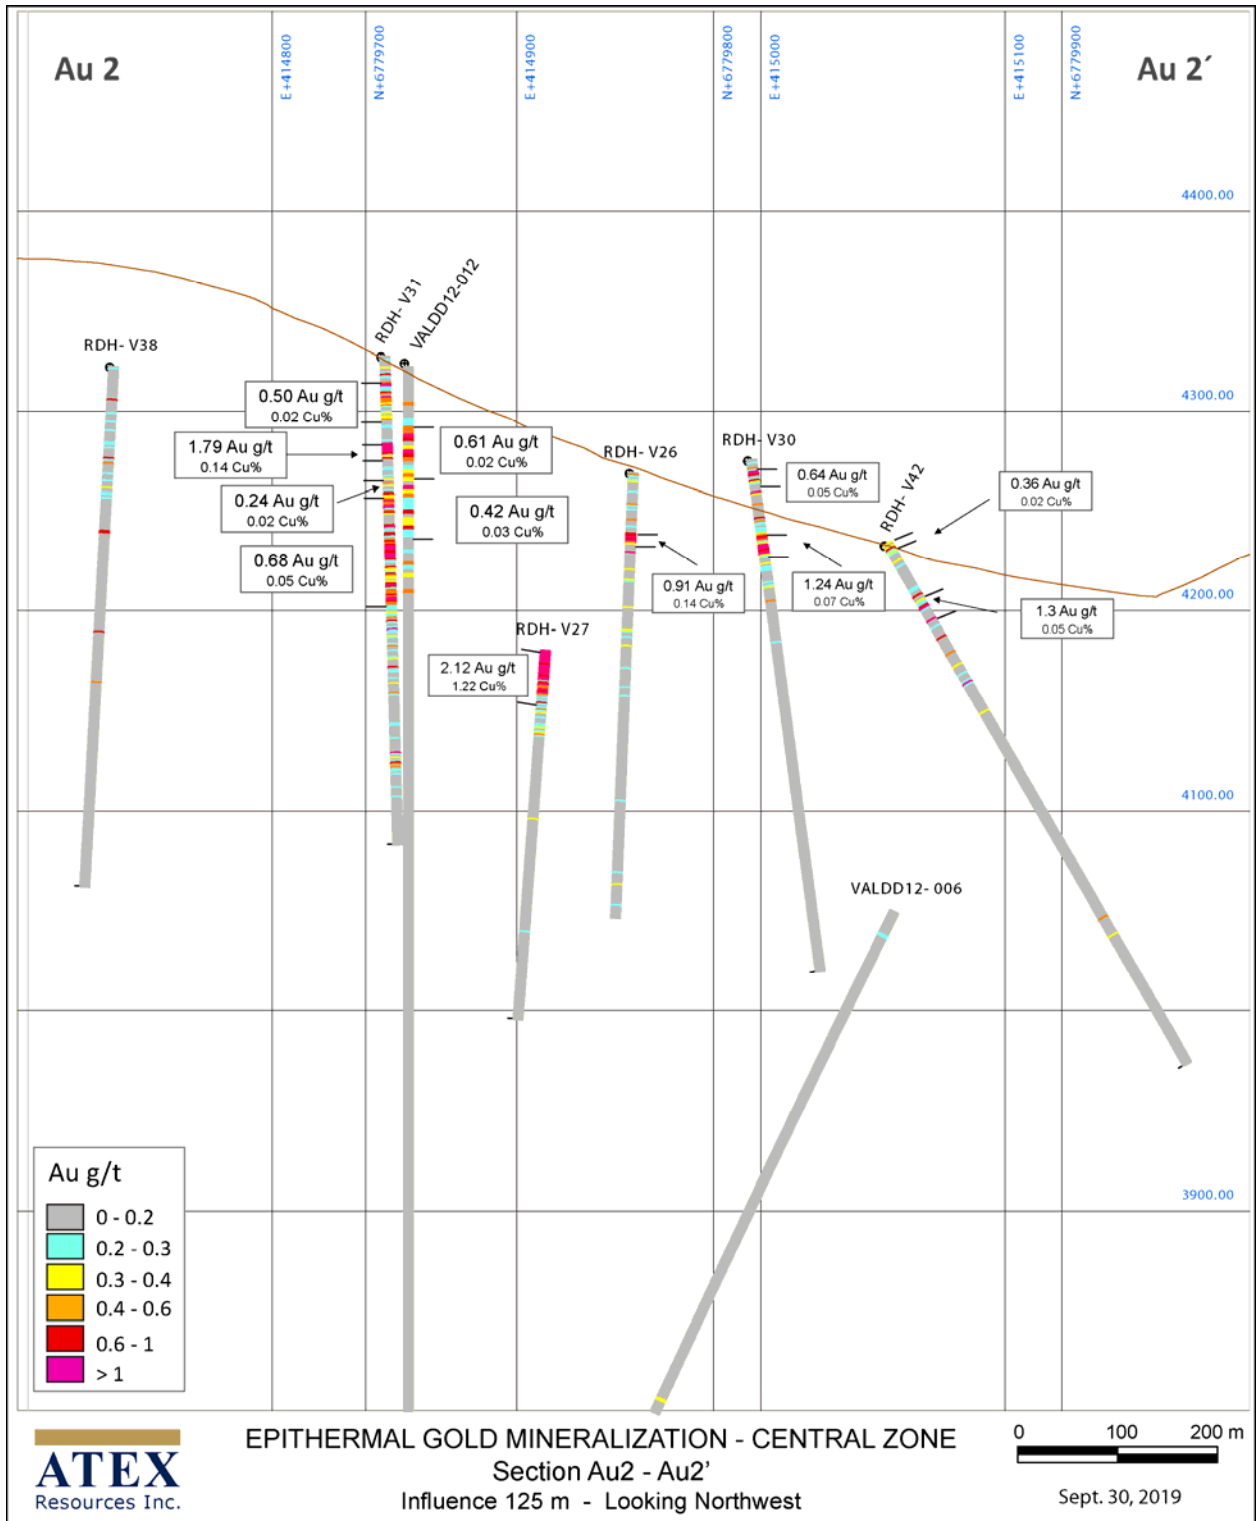 Au 2
Au 2´
E+414800
N+6779700
E+414900
N+6779800
E+415000
E+415100
N+6779900
4400.00
4300.00
4200.00
4100.00
3900.00
RDH- V38
RDH- V31
VALDD12-012
RDH- V26
RDH- V30
RDH- V42
RDH- V27
VALDD12- 006
0.50 Au g/t
0.02 Cu%
1.79 Au g/t
0.14 Cu%
0.24 Au g/t
0.02 Cu%
0.68 Au g/t
0.05 Cu%
0.61 Au g/t
0.02 Cu%
0.42 Au g/t
0.03 Cu%
2.12 Au g/t
1.22 Cu%
0.91 Au g/t
0.14 Cu%
0.64 Au g/t
0.05 Cu%
1.24 Au g/t
0.07 Cu%
0.36 Au g/t
0.02 Cu%
1.3 Au g/t
0.05 Cu%
Au g/t
0 - 0.2
0.2 - 0.3
0.3 - 0.4
0.4 - 0.6
0.6 - 1
> 1
ATEX
Resources Inc.
EPITHERMAL GOLD MINERALIZATION - CENTRAL ZONE
Section Au2 - Au2'
Influence 125 m - Looking Northwest
0 100 200 m
Sept. 30, 2019